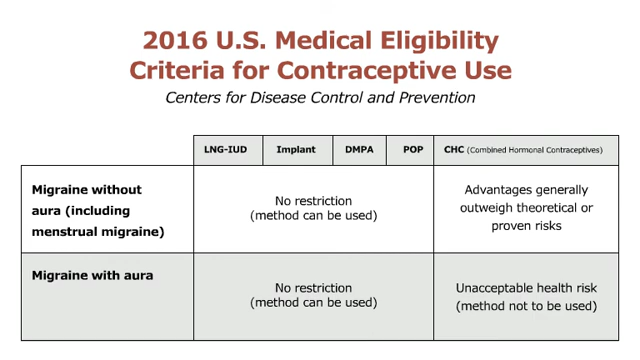 2016 U.S. Medical Eligibility
Criteria for Contraceptive Use
Centers for Disease Control and Prevention
LNG-IUD Implant DMPA POP CHC (Combined Hormonal Contraceptives)
Migraine without
aura (including
menstrual migraine)
No restriction
(method can be used)
Advantages generally
outweigh theoretical or
proven risks
Migraine with aura
No restriction
(method can be used)
Unacceptable health risk
(method not to be used)